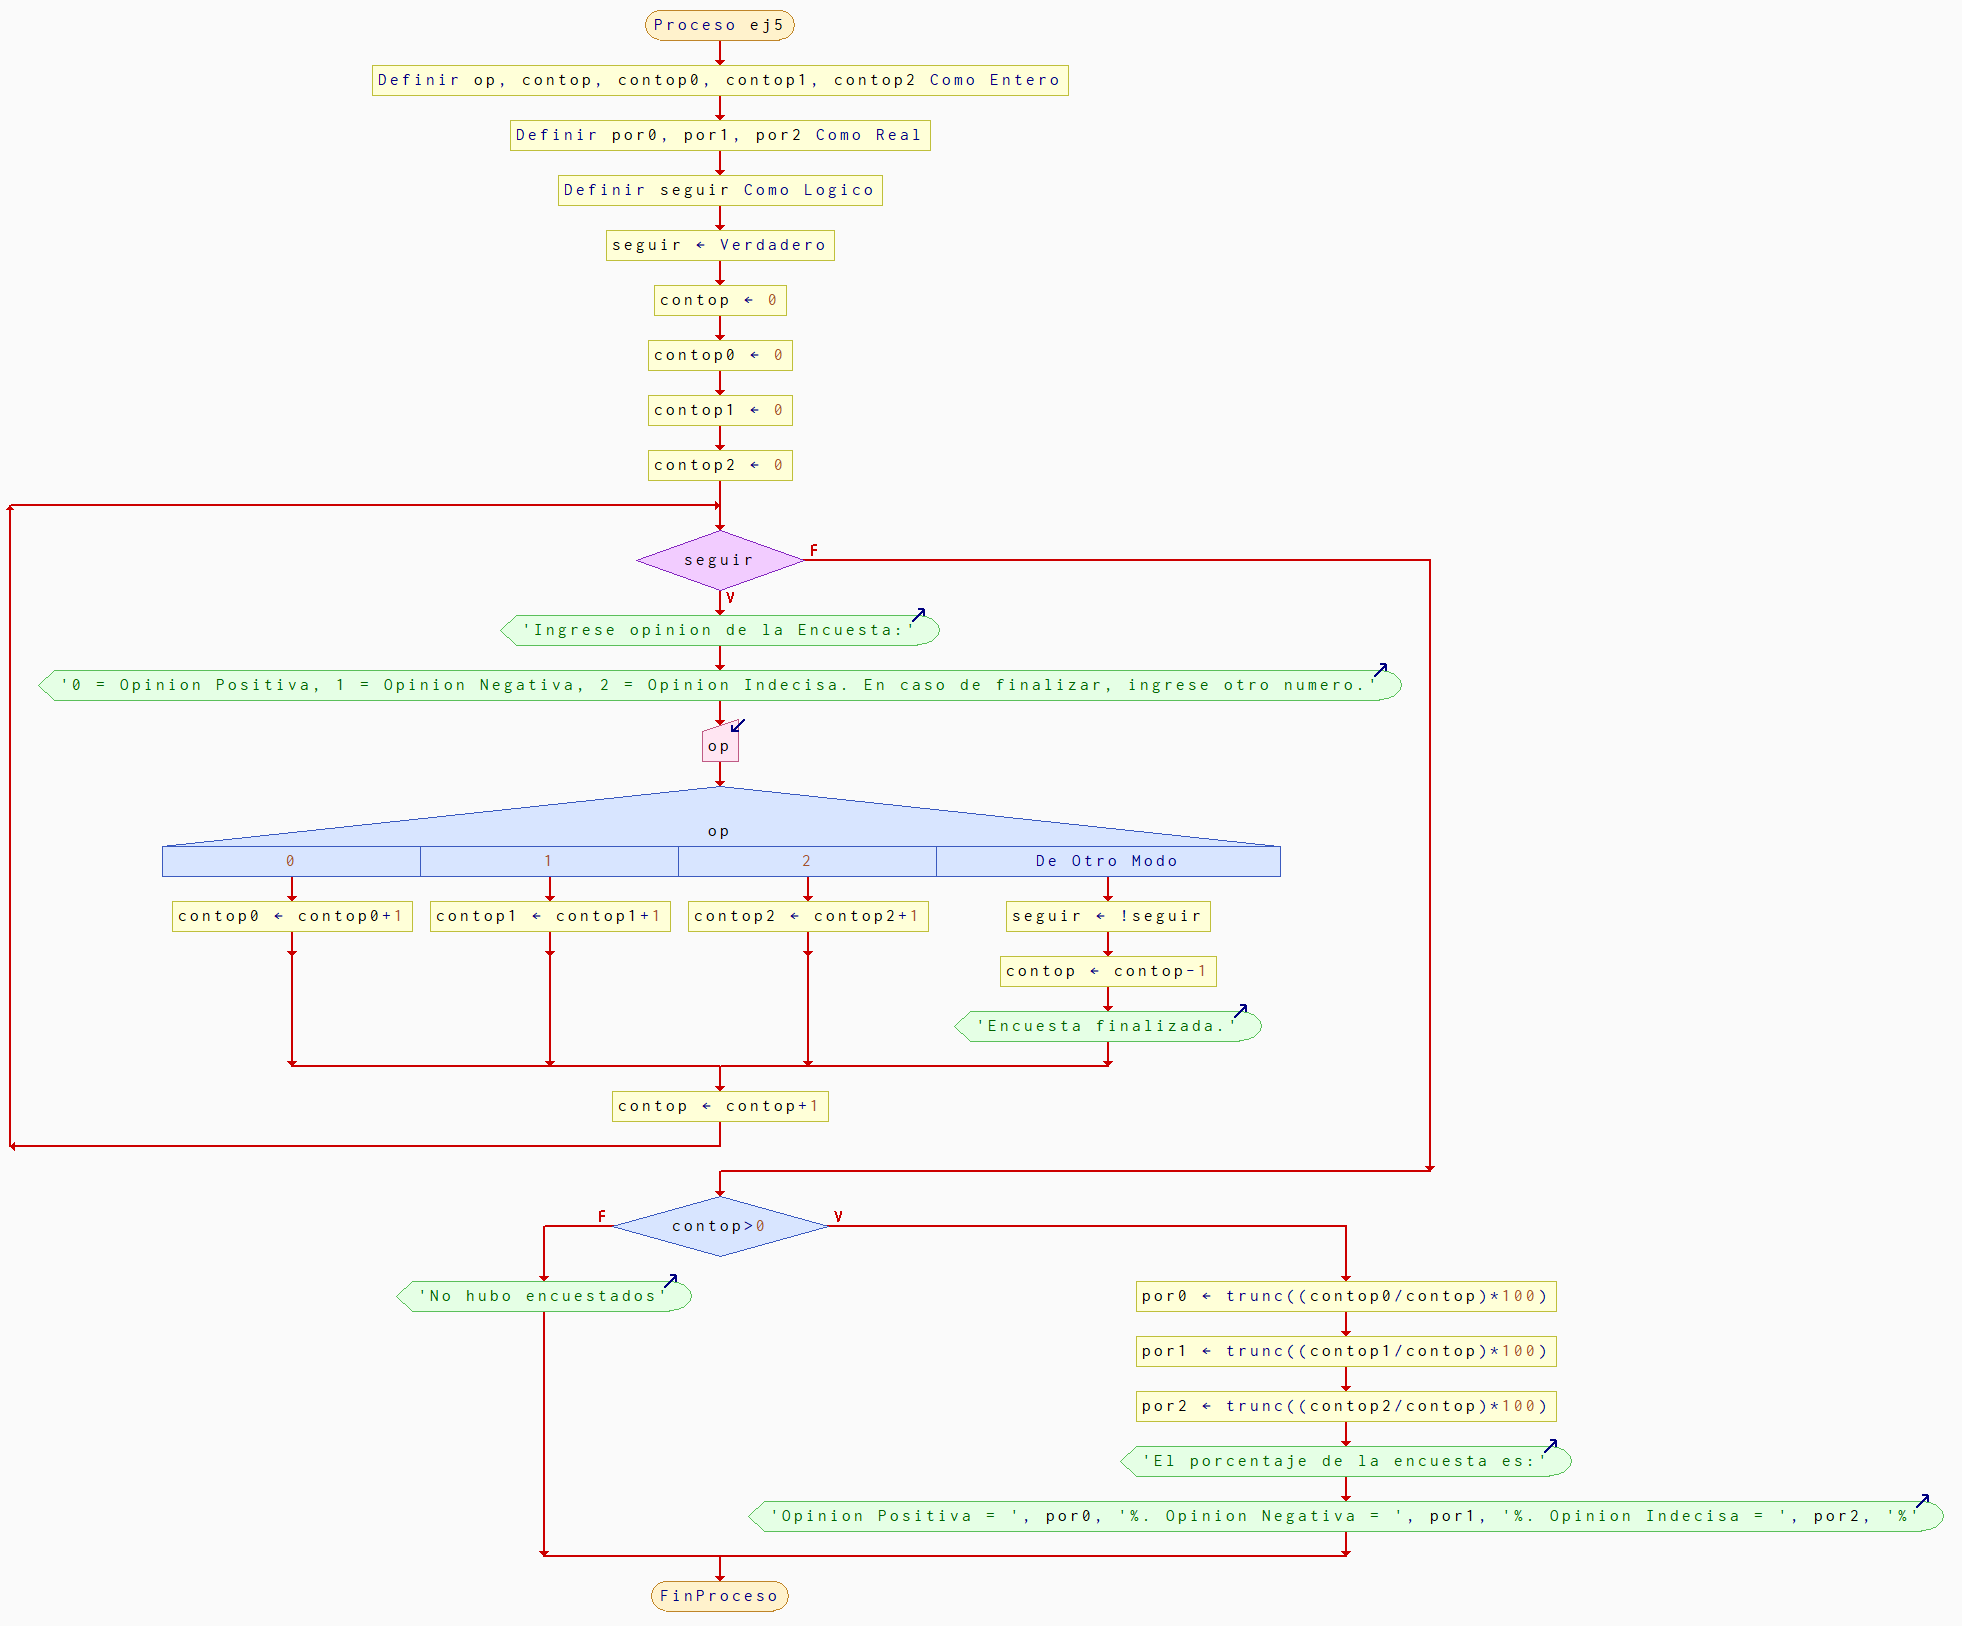 Proceso ej5
Definir op, contop, contop0, contop1, contop2 Como Entero
Definir por0, por1, por2 Como Real
Definir seguir Como Logico
seguir ← Verdadero
contop ← 0
contop0 ← 0
contop1 ← 0
contop2 ← 0
seguir
F
V
'Ingrese opinion de la Encuesta:'
'0 = Opinion Positiva, 1 = Opinion Negativa, 2 = Opinion Indecisa. En caso de finalizar, ingrese otro numero.'
op
op
0 1 2 De Otro Modo
contop0 ← contop0+1 contop1 ← contop1+1 contop2 ← contop2+1 seguir ← !seguir
contop ← contop-1
'Encuesta finalizada.'
contop ← contop+1
F contop>0 V
'No hubo encuestados' por0 ← trunc((contop0/contop)*100)
por1 ← trunc((contop1/contop)*100)
por2 ← trunc((contop2/contop)*100)
'El porcentaje de la encuesta es:'
'Opinion Positiva = ', por0, '%. Opinion Negativa = ', por1, '%. Opinion Indecisa = ', por2, '%'
FinProceso